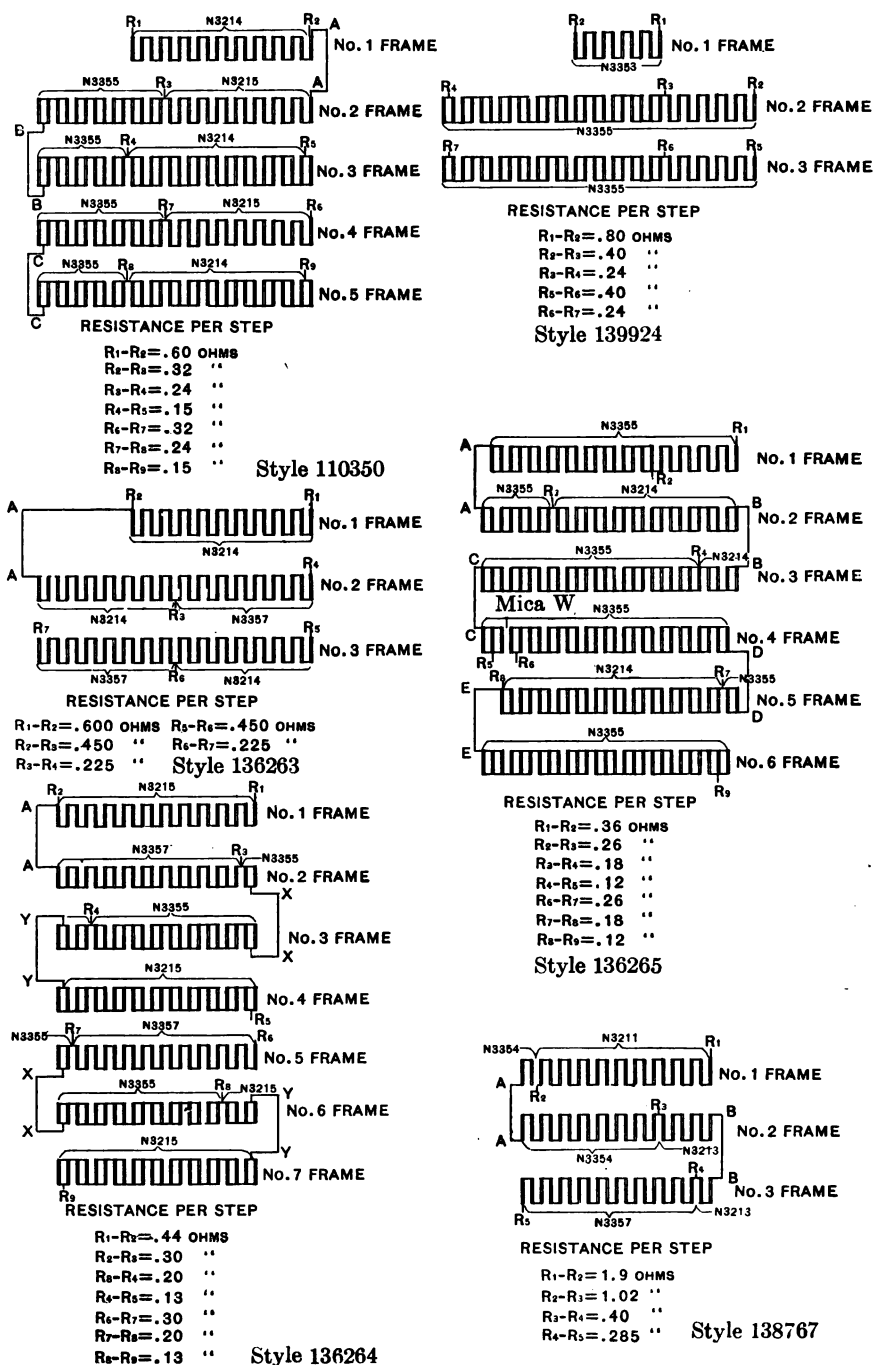 R1 N3214 R2 A
No. 1 FRAME
N3355 R3 N3215 A
No. 2 FRAME
B
N3355 R4 N3214 R5
No. 3 FRAME
B
N3355 R7 N3215 R6
No. 4 FRAME
C
N3355 R8 N3214 R9
No. 5 FRAME
C
RESISTANCE PER STEP
R1-R2=.60 OHMS
R2-R3=.32 "
R3-R4=.24 "
R4-R5=.15 "
R6-R7=.32 "
R7-R8=.24 "
R8-R9=.15 "
Style 110350
R2 R1
No. 1 FRAME
N3353
R4 R3 R2
No. 2 FRAME
N3355
R7 R6 R5
No. 3 FRAME
N3355
RESISTANCE PER STEP
R1-R2=.80 OHMS
R2-R3=.40 "
R3-R4=.24 "
R5-R6=.40 "
R6-R7=.24 "
Style 139924
A R2 R1
No. 1 FRAME
N3214
A R4
No. 2 FRAME
N3214 R3 N3357
R7 R5
No. 3 FRAME
N3357 R6 N3214
RESISTANCE PER STEP
R1-R2=.600 OHMS R5-R6=.450 OHMS
R2-R3=.450 " R6-R7=.225 "
R3-R4=.225 " Style 136263
N3355 R1
A
No. 1 FRAME
R2
N3355 R3 N3214
A B
No. 2 FRAME
N3355 R4 N3214 B
C
No. 3 FRAME
Mica W N3355
C
No. 4 FRAME
R5 R6 D
R8 N3214 R7 N3355
E
No. 5 FRAME
D
N3355
E
No. 6 FRAME
R9
RESISTANCE PER STEP
R1-R2=.36 OHMS
R2-R3=.26 "
R3-R4=.18 "
R4-R5=.12 "
R6-R7=.26 "
R7-R8=.18 "
R8-R9=.12 "
Style 136265
R2 N3215 R1
A
No. 1 FRAME
N3357 R3 N3355
A
No. 2 FRAME
X
Y R4 N3355
No. 3 FRAME
X
Y N3215
No. 4 FRAME
R5
N3355 R7 N3357 R6
No. 5 FRAME
X
N3355 R8 N3215 Y
No. 6 FRAME
X
N3215 Y
No. 7 FRAME
R9
RESISTANCE PER STEP
R1-R2=.44 OHMS
R2-R3=.30 "
R3-R4=.20 "
R4-R5=.13 "
R6-R7=.30 "
R7-R8=.20 "
R8-R9=.13 "
Style 136264
N3354 N3211 R1
No. 1 FRAME
A R2
R3 B
No. 2 FRAME
A N3354 N3213
R4 B
No. 3 FRAME
R5 N3357 N3213
RESISTANCE PER STEP
R1-R2=1.9 OHMS
R2-R3=1.02 "
R3-R4=.40 "
R4-R5=.285 "
Style 138767